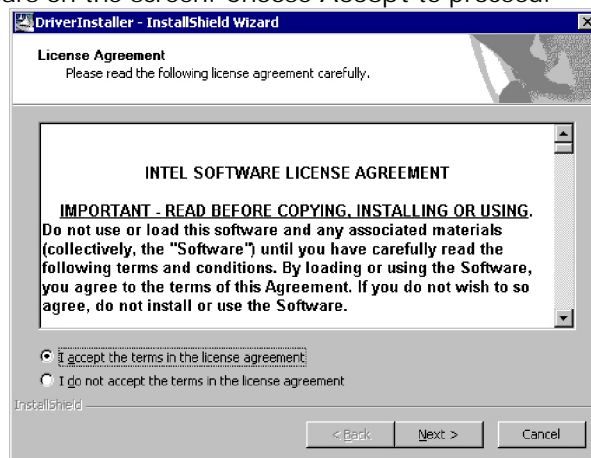 are on the screen. Choose Accept to proceed.
DriverInstaller - InstallShield Wizard
License Agreement
Please read the following license agreement carefully.
INTEL SOFTWARE LICENSE AGREEMENT
IMPORTANT - READ BEFORE COPYING, INSTALLING OR USING.
Do not use or load this software and any associated materials
(collectively, the "Software") until you have carefully read the
following terms and conditions. By loading or using the Software,
you agree to the terms of this Agreement. If you do not wish to so
agree, do not install or use the Software.
I accept the terms in the license agreement
I do not accept the terms in the license agreement
InstallShield
< Back
Next >
Cancel